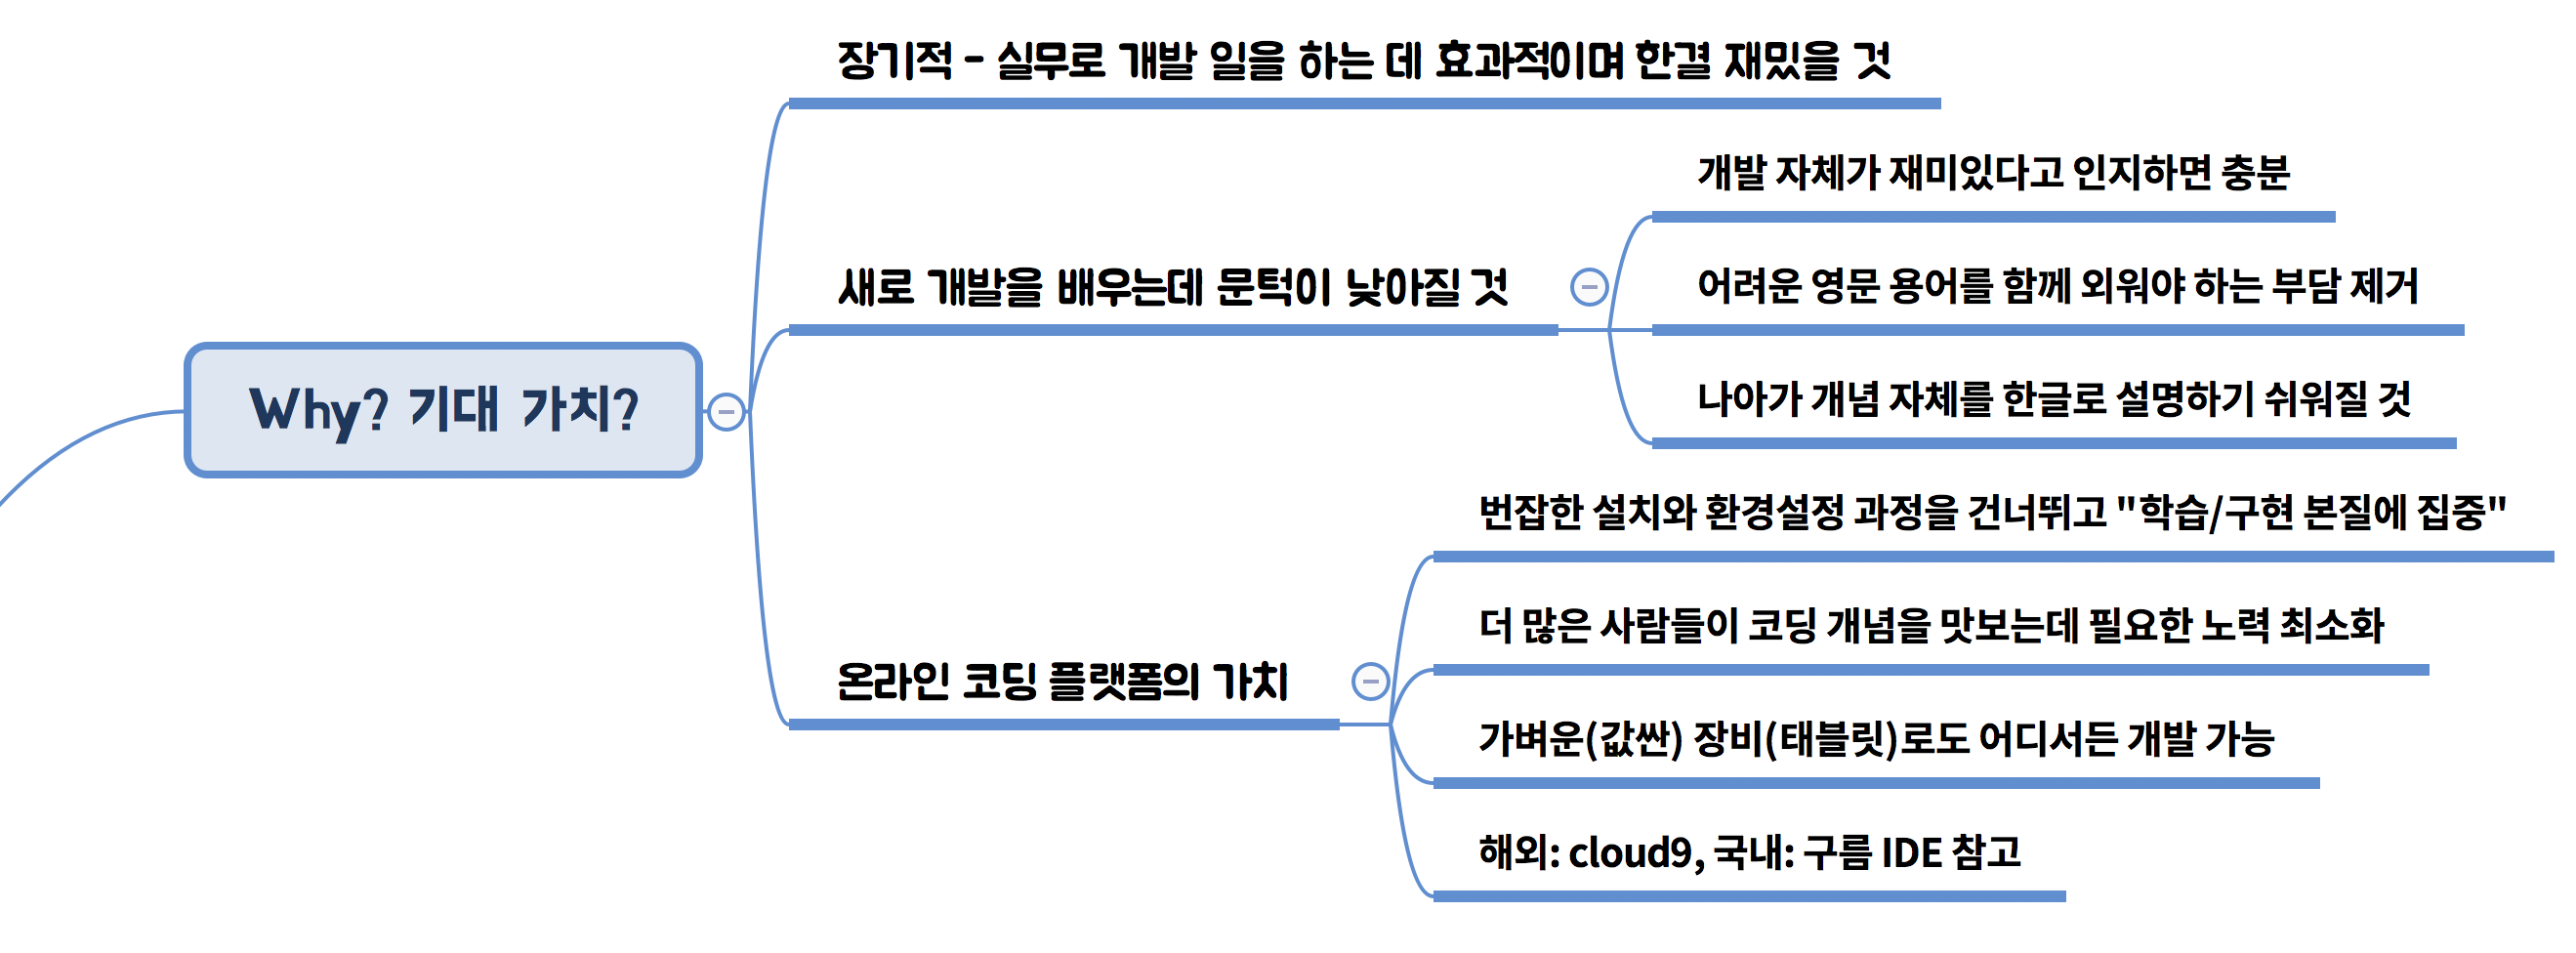 Why? 기대 가치?
장기적 - 실무로 개발 일을 하는 데 효과적이며 한결 재밌을 것
새로 개발을 배우는데 문턱이 낮아질 것
개발 자체가 재미있다고 인지하면 충분
어려운 영문 용어를 함께 외워야 하는 부담 제거
나아가 개념 자체를 한글로 설명하기 쉬워질 것
온라인 코딩 플랫폼의 가치
번잡한 설치와 환경설정 과정을 건너뛰고 "학습/구현 본질에 집중"
더 많은 사람들이 코딩 개념을 맛보는데 필요한 노력 최소화
가벼운(값싼) 장비(태블릿)로도 어디서든 개발 가능
해외: cloud9, 국내: 구름 IDE 참고